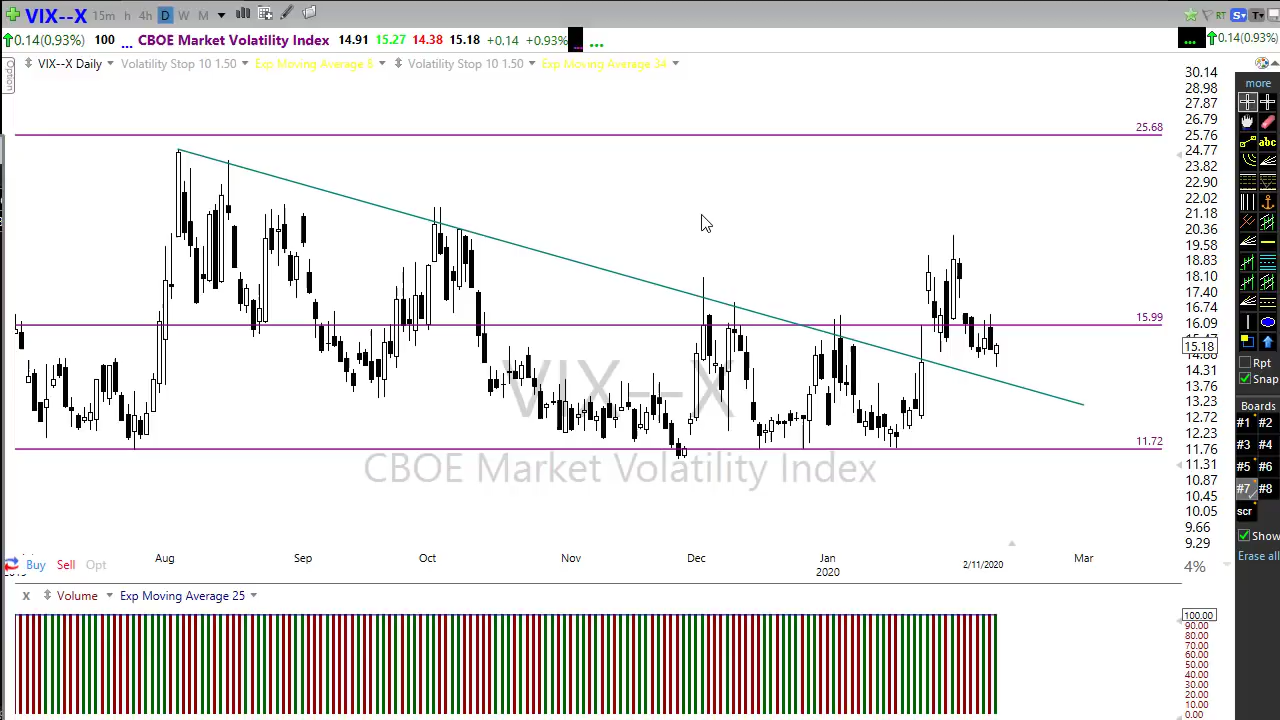 VIX--X 15m h 4h D W M RT S T
0.14(0.93%) 100 ... CBOE Market Volatility Index 14.91 15.27 14.38 15.18 +0.14 +0.93% ... ... 0.14(0.93%)
Option
VIX--X Daily Volatility Stop 10 1.50 Exp Moving Average 8 Volatility Stop 10 1.50 Exp Moving Average 34
more
abc
30.14
28.98
27.87
26.79
25.68
25.76
24.77
23.82
22.90
22.02
21.18
20.36
19.58
18.83
18.10
17.40
16.74
15.99
16.09
15.18
14.31
13.76
13.23
12.72
12.23
11.72
11.76
11.31
10.87
10.45
10.05
9.66
9.29
VIX--X
CBOE Market Volatility Index
Rpt
Snap
Boards
#1 #2
#3 #4
#5 #6
#7 #8
scr
Show
Erase all
Aug Sep Oct Nov Dec Jan Mar
2020 2/11/2020
Buy Sell Opt 4%
X Volume Exp Moving Average 25
100.00
90.00
80.00
70.00
60.00
50.00
40.00
30.00
20.00
10.00
0.00